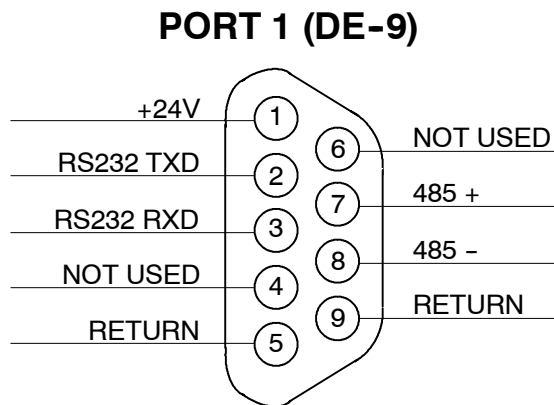 PORT 1 (DE-9)
+24V 1
6 NOT USED
RS232 TXD 2
7 485 +
RS232 RXD 3
8 485 -
NOT USED 4
9 RETURN
RETURN 5